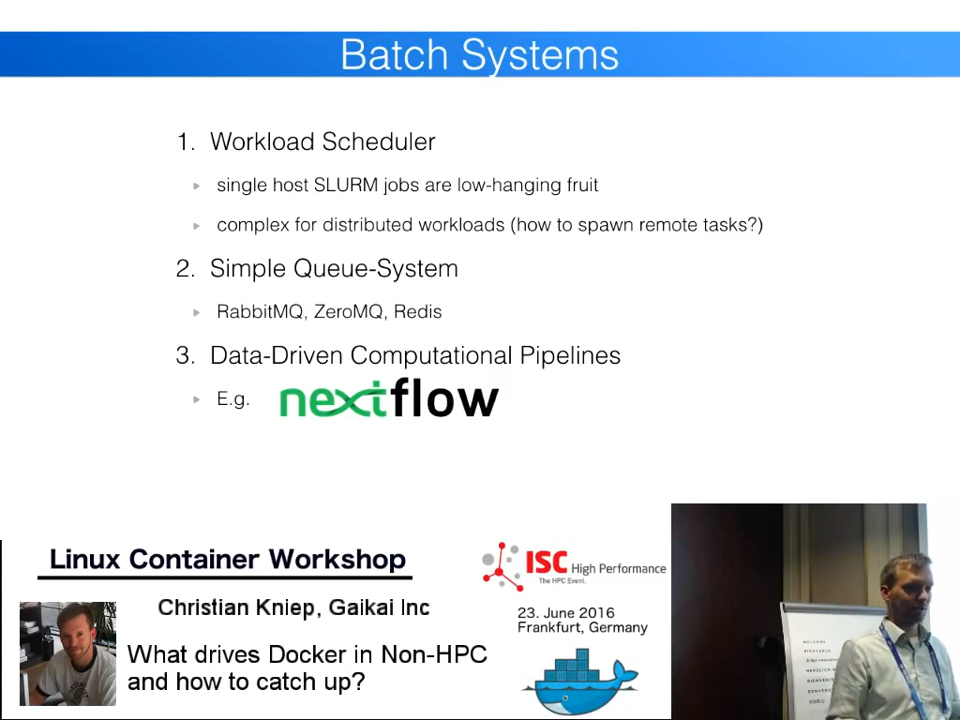 Batch Systems
1. Workload Scheduler
single host SLURM jobs are low-hanging fruit
complex for distributed workloads (how to spawn remote tasks?)
2. Simple Queue-System
RabbitMQ, ZeroMQ, Redis
3. Data-Driven Computational Pipelines
E.g. nextflow
Linux Container Workshop
Christian Kniep, Gaikai Inc
What drives Docker in Non-HPC
and how to catch up?
ISC High Performance
The HPC Event.
23. June 2016
Frankfurt, Germany
WELCOME
BIENVENUE